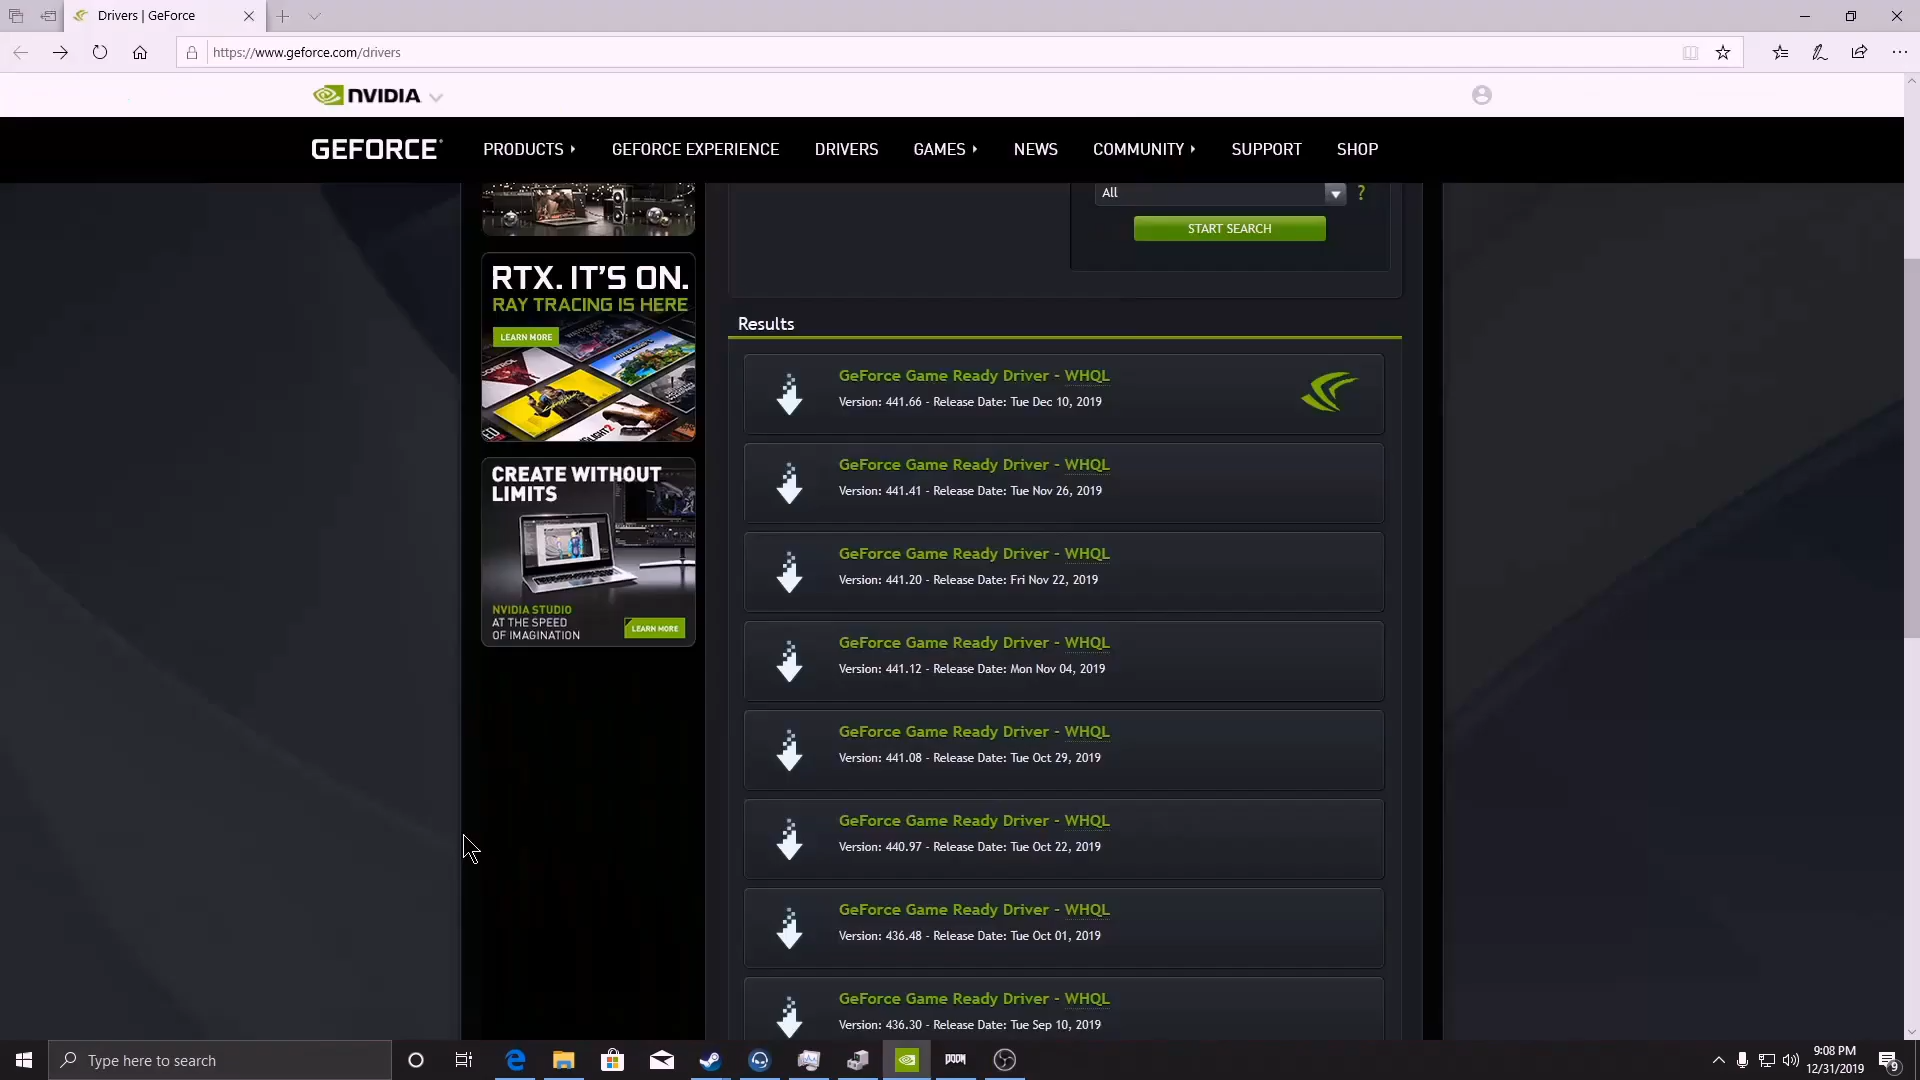 Drivers | GeForce
https://www.geforce.com/drivers
NVIDIA
GEFORCE
PRODUCTS
GEFORCE EXPERIENCE
DRIVERS
GAMES
NEWS
COMMUNITY
SUPPORT
SHOP
All
?
START SEARCH
RTX. IT'S ON.
RAY TRACING IS HERE
LEARN MORE
CONTROL
MINECRAFT
CREATE WITHOUT
LIMITS
NVIDIA STUDIO
AT THE SPEED
OF IMAGINATION
LEARN MORE
Results
GeForce Game Ready Driver - WHQL
Version: 441.66 - Release Date: Tue Dec 10, 2019
GeForce Game Ready Driver - WHQL
Version: 441.41 - Release Date: Tue Nov 26, 2019
GeForce Game Ready Driver - WHQL
Version: 441.20 - Release Date: Fri Nov 22, 2019
GeForce Game Ready Driver - WHQL
Version: 441.12 - Release Date: Mon Nov 04, 2019
GeForce Game Ready Driver - WHQL
Version: 441.08 - Release Date: Tue Oct 29, 2019
GeForce Game Ready Driver - WHQL
Version: 440.97 - Release Date: Tue Oct 22, 2019
GeForce Game Ready Driver - WHQL
Version: 436.48 - Release Date: Tue Oct 01, 2019
GeForce Game Ready Driver - WHQL
Version: 436.30 - Release Date: Tue Sep 10, 2019
Type here to search
DOOM
9:08 PM
12/31/2019
9